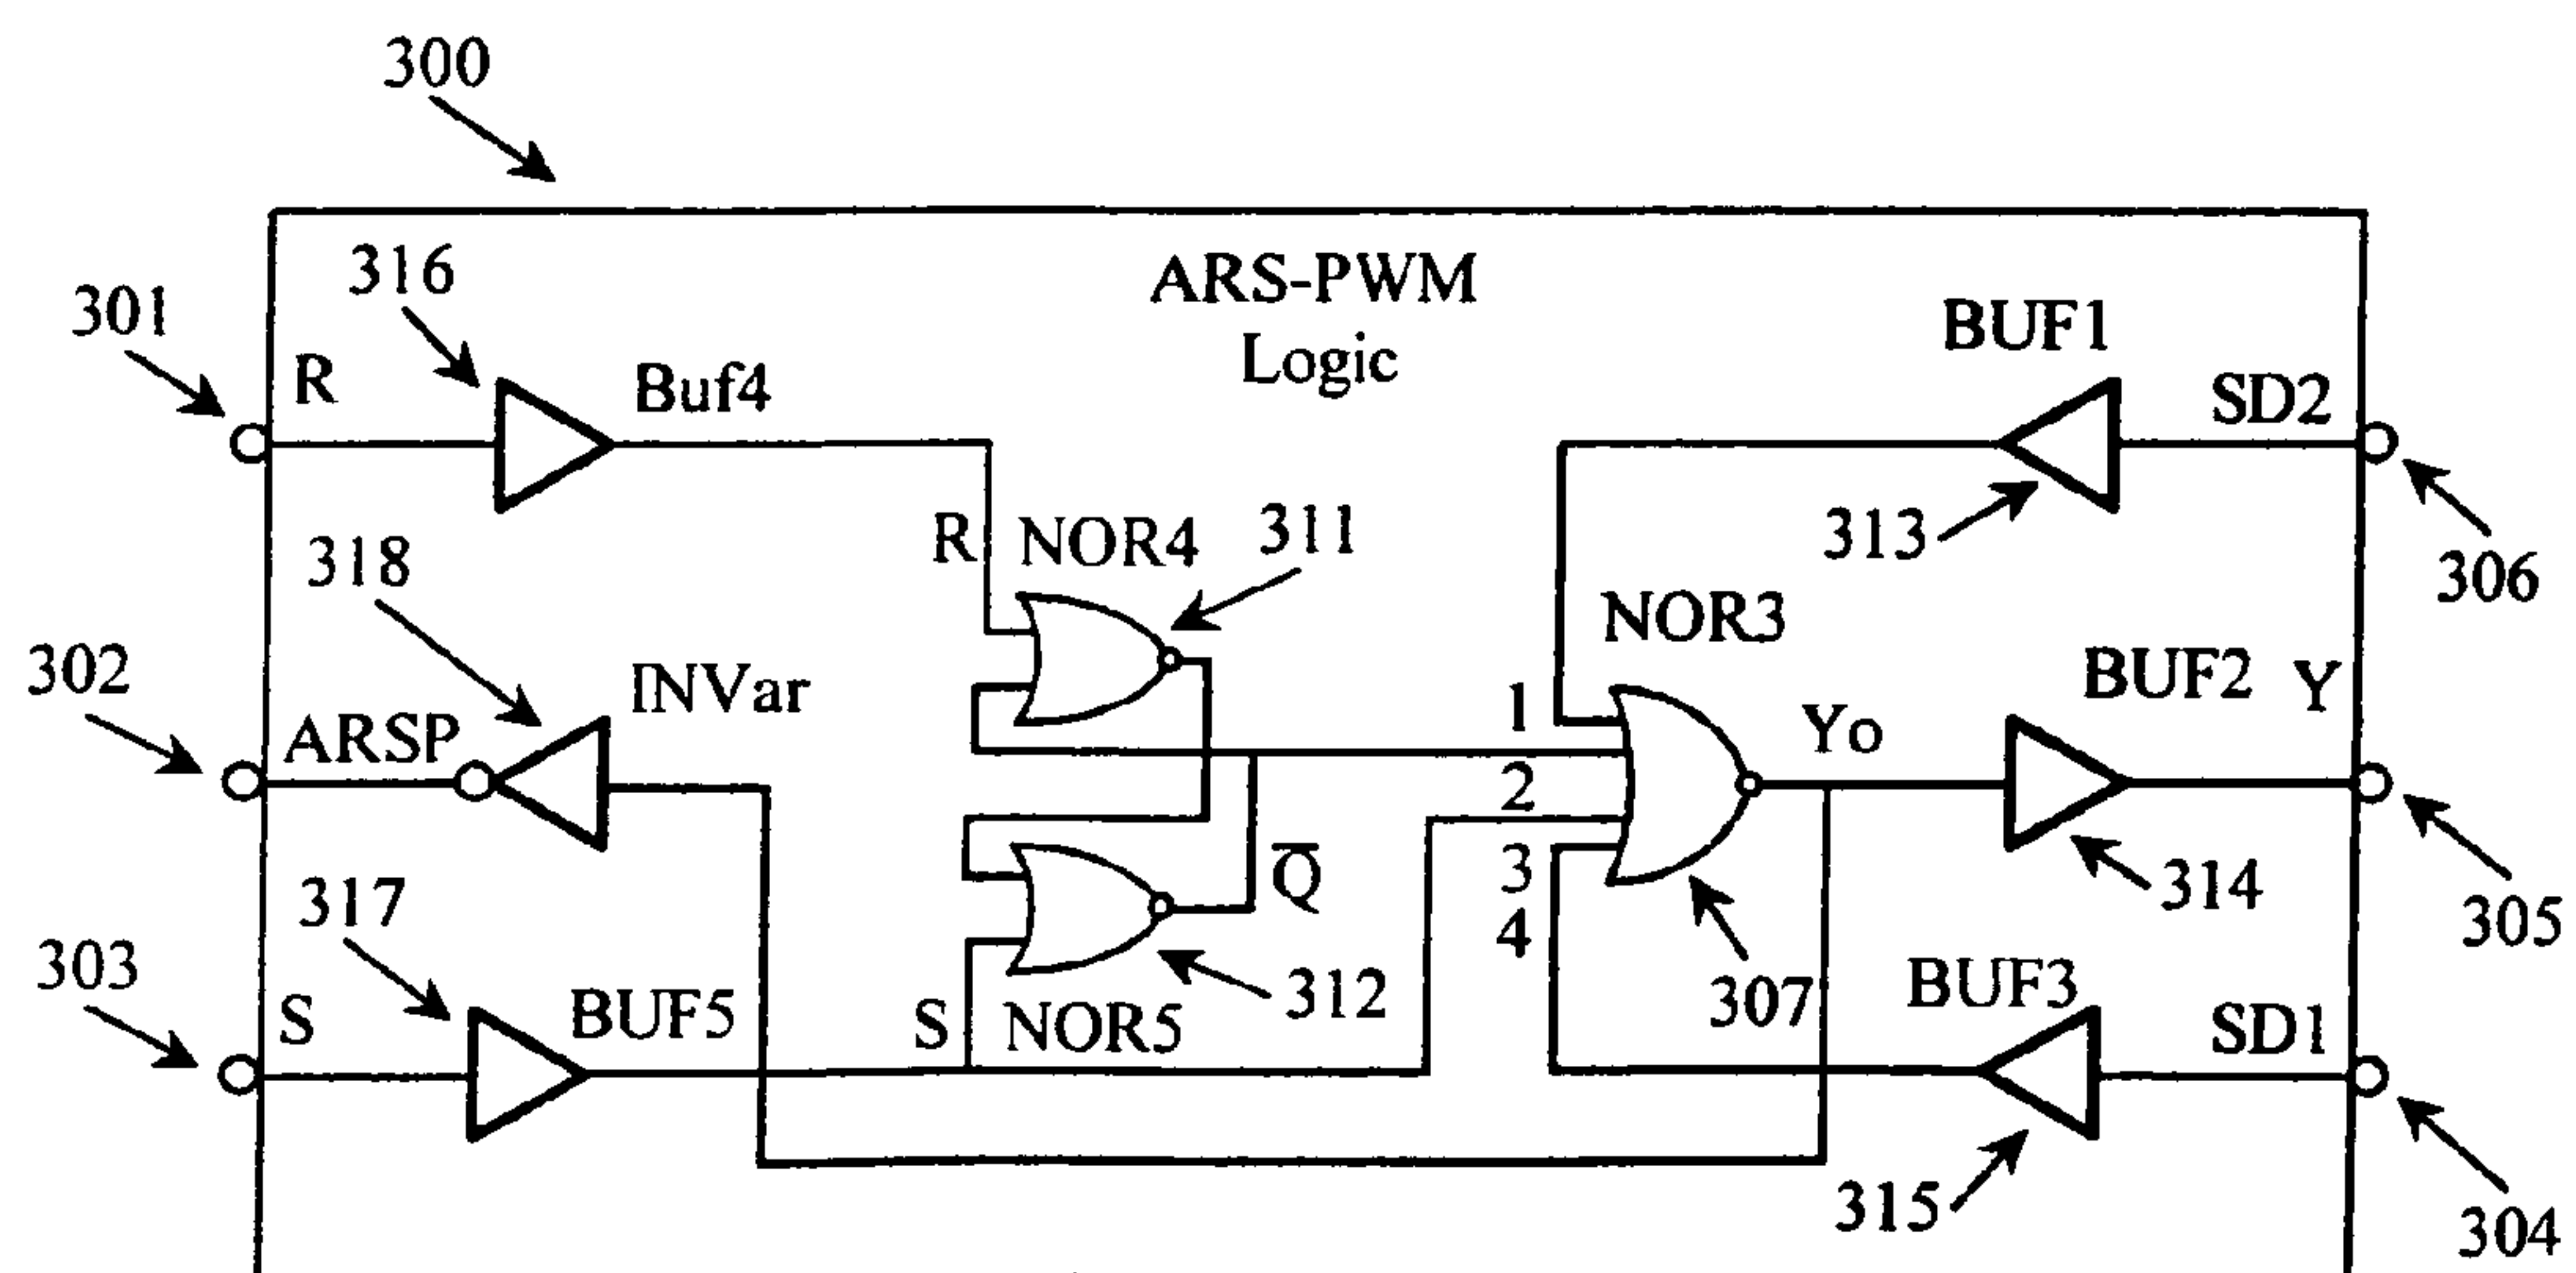 300
ARS-PWM
Logic
316
301
R
Buf4
BUF1
SD2
313
306
318
R
NOR4
311
NOR3
302
ARSP
INVar
1
2
3
4
Yo
BUF2
Y
314
305
317
303
S
BUF5
S
NOR5
312
Q̅
307
BUF3
SD1
315
304